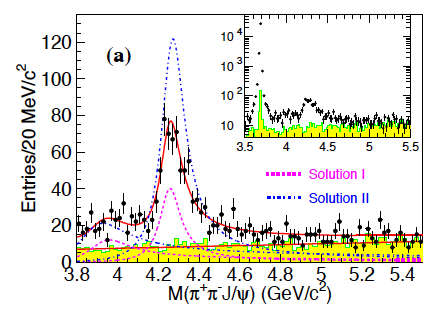 (a)
Entries/20 MeV/c²
120
100
80
60
40
20
0
3.8 4 4.2 4.4 4.6 4.8 5 5.2 5.4
M(π⁺π⁻J/ψ) (GeV/c²)
10⁴
10³
10²
10
3.5 4 4.5 5 5.5
Solution I
Solution II